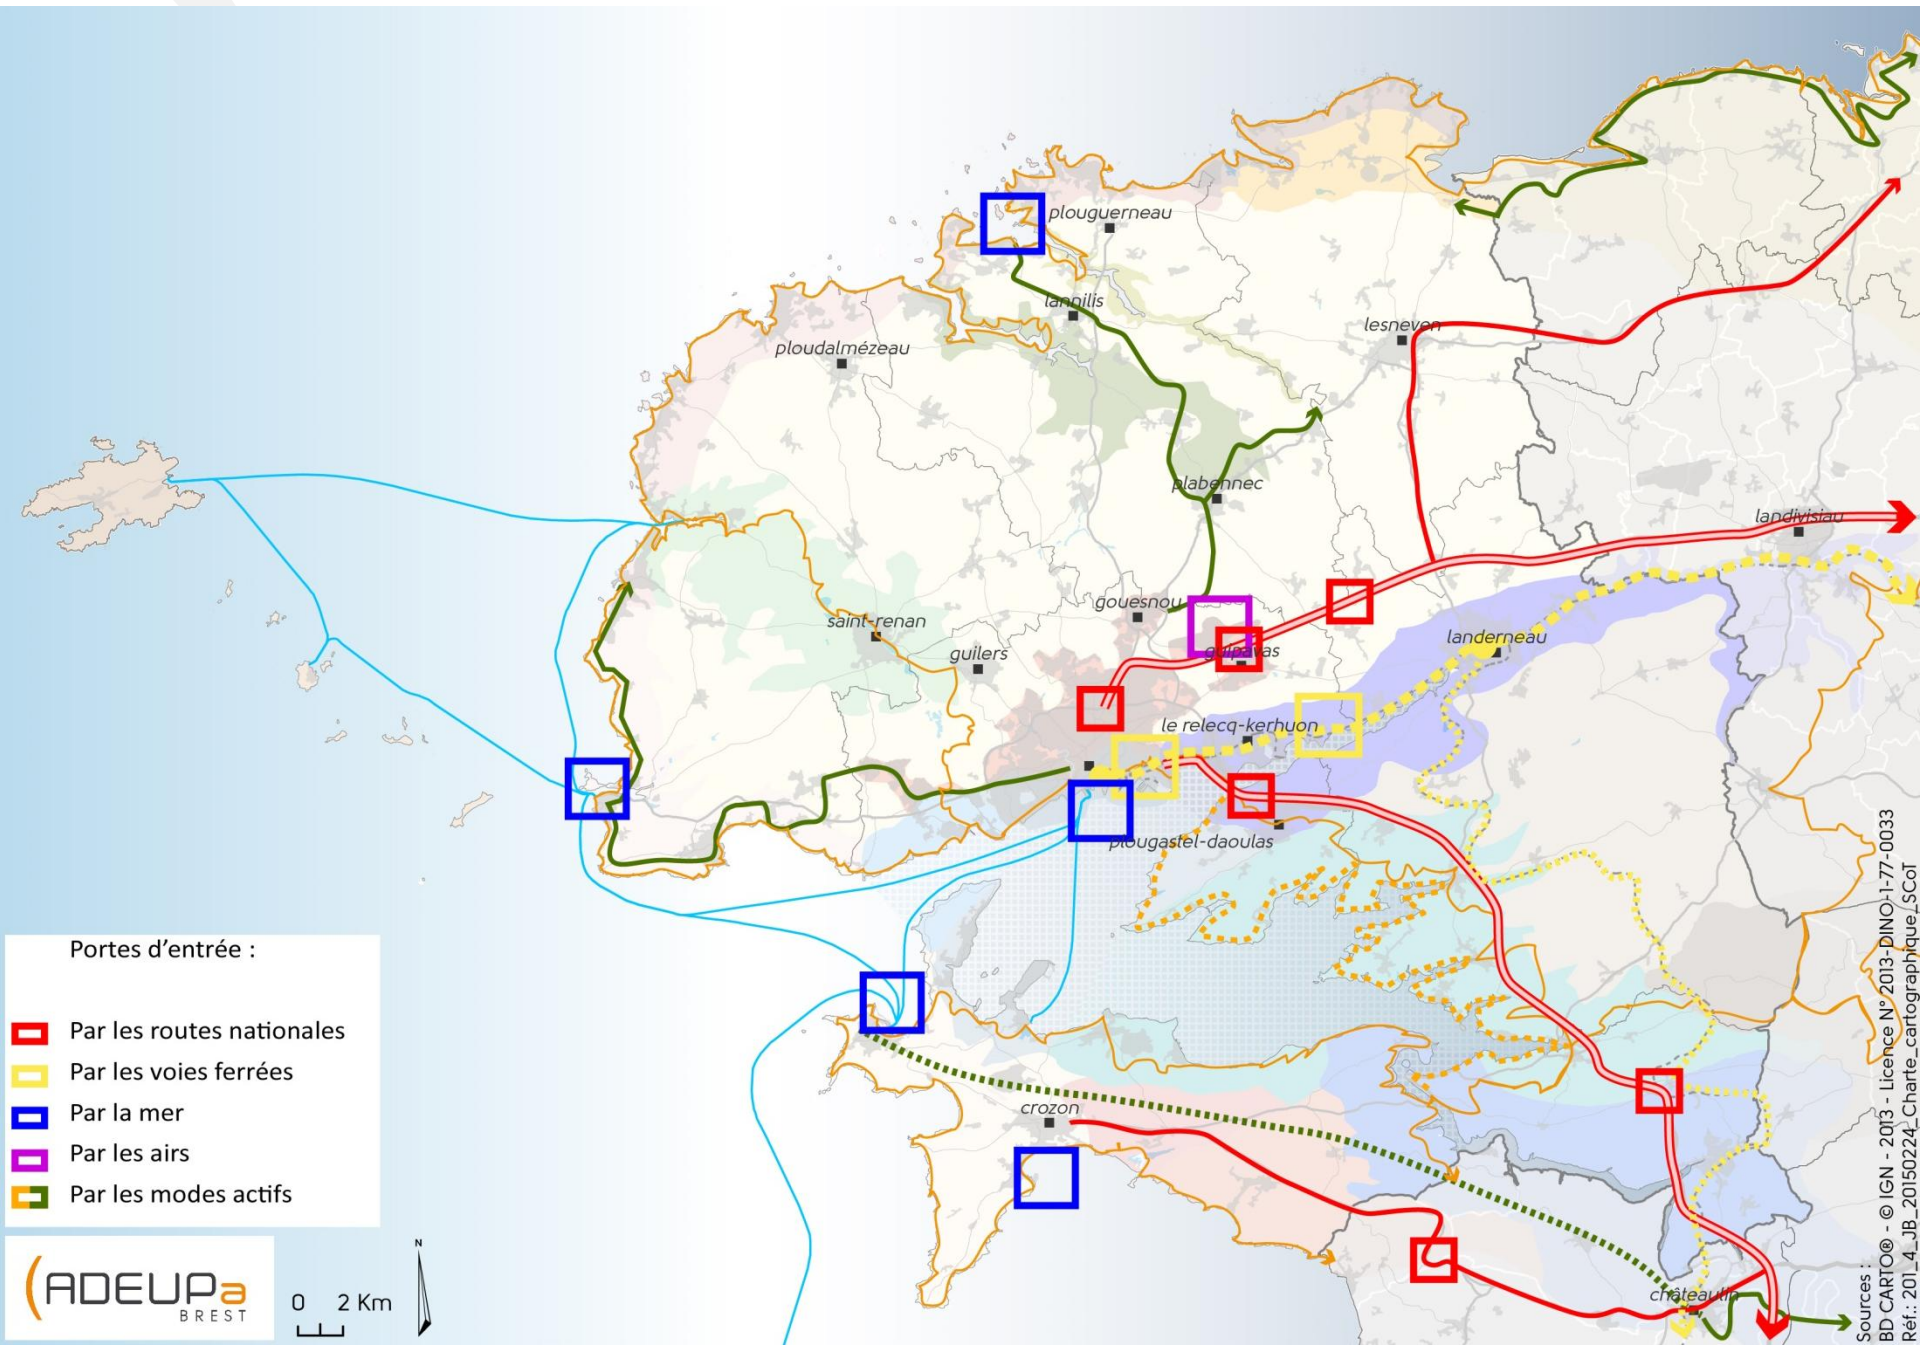 plouguerneau
lannilis
lesneven
ploudalmézeau
plabennec
landivisiau
gouesnou
saint-renan
landerneau
guilers
guipavas
le relecq-kerhuon
plougastel-daoulas
crozon
châteaulin
Portes d'entrée :
Par les routes nationales
Par les voies ferrées
Par la mer
Par les airs
Par les modes actifs
ADEUPa
BREST
0 2 Km
N
Sources :
BD CARTO® - © IGN - 2013 - Licence N° 2013-DINO-1-77-0033
Réf.: 201_4_JB_20150224_Charte_cartographique_SCoT